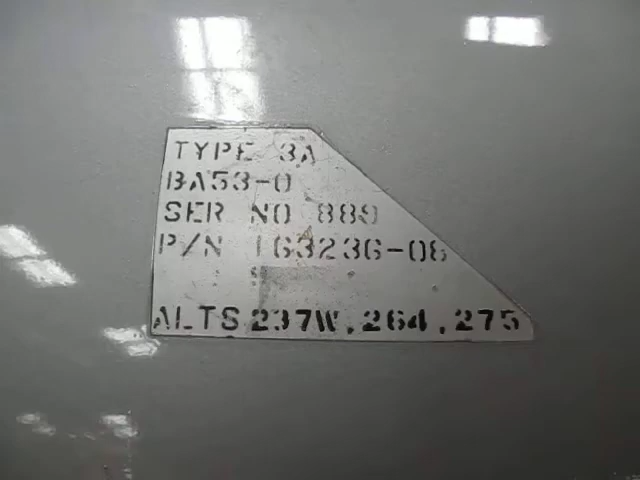 TYPE 3A
BA53-0
SER NO 889
P/N 163236-08
ALTS 237W, 264, 275